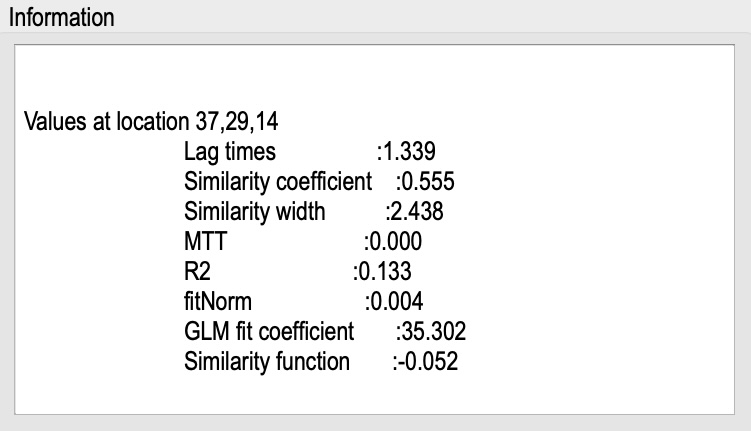 Information
Values at location 37,29,14
Lag times :1.339
Similarity coefficient :0.555
Similarity width :2.438
MTT :0.000
R2 :0.133
fitNorm :0.004
GLM fit coefficient :35.302
Similarity function :-0.052